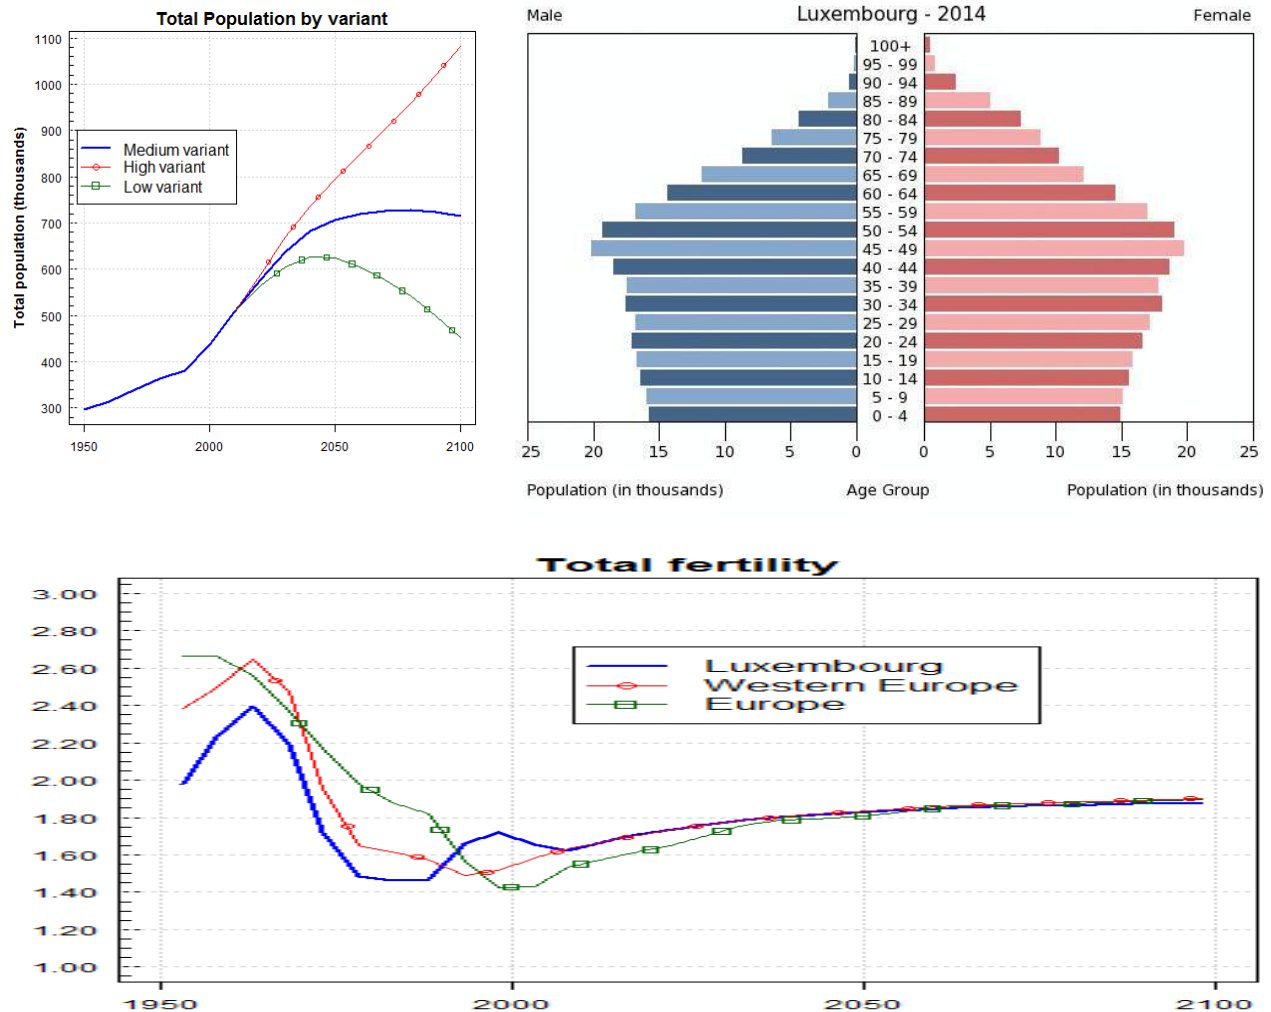 Total Population by variant
1100
1000
900
800
700
600
500
400
300
Total population (thousands)
Medium variant
High variant
Low variant
1950 2000 2050 2100
Male Luxembourg - 2014 Female
100+
95 - 99
90 - 94
85 - 89
80 - 84
75 - 79
70 - 74
65 - 69
60 - 64
55 - 59
50 - 54
45 - 49
40 - 44
35 - 39
30 - 34
25 - 29
20 - 24
15 - 19
10 - 14
5 - 9
0 - 4
25 20 15 10 5 0 0 5 10 15 20 25
Population (in thousands) Age Group Population (in thousands)
Total fertility
3.00
2.80
2.60
2.40
2.20
2.00
1.80
1.60
1.40
1.20
1.00
Luxembourg
Western Europe
Europe
1950 2000 2050 2100